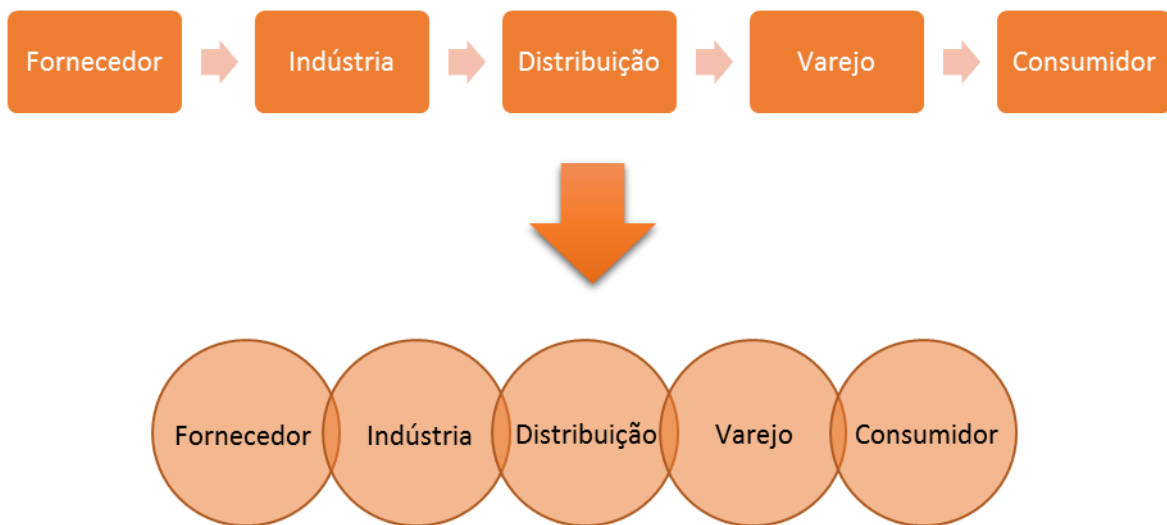 Fornecedor
Indústria
Distribuição
Varejo
Consumidor
Fornecedor
Indústria
Distribuição
Varejo
Consumidor